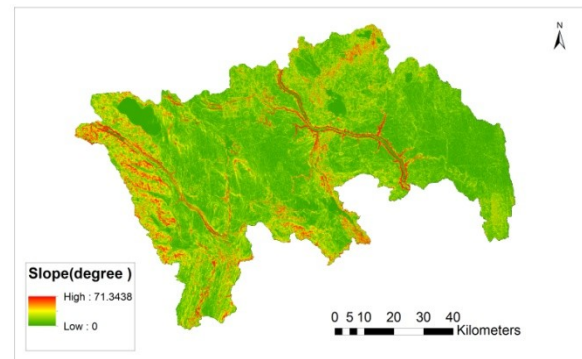 N
Slope(degree )
High : 71.3438
Low : 0
0 5 10 20 30 40
Kilometers